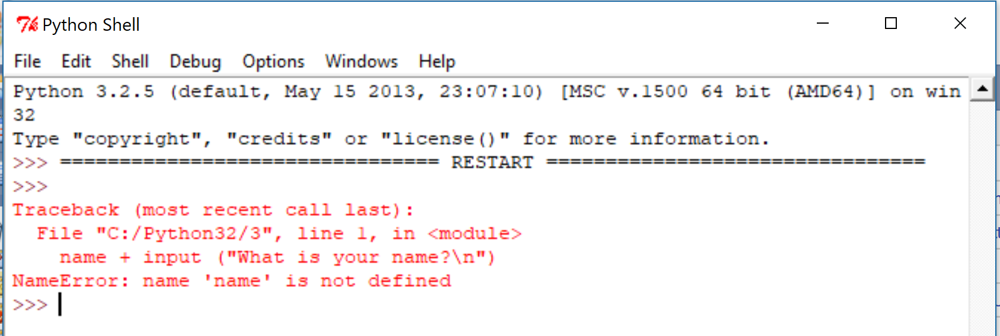 Python Shell
File Edit Shell Debug Options Windows Help
Python 3.2.5 (default, May 15 2013, 23:07:10) [MSC v.1500 64 bit (AMD64)] on win
32
Type "copyright", "credits" or "license()" for more information.
>>> ================================ RESTART ================================
>>>
Traceback (most recent call last):
  File "C:/Python32/3", line 1, in <module>
    name + input ("What is your name?\n")
NameError: name 'name' is not defined
>>>